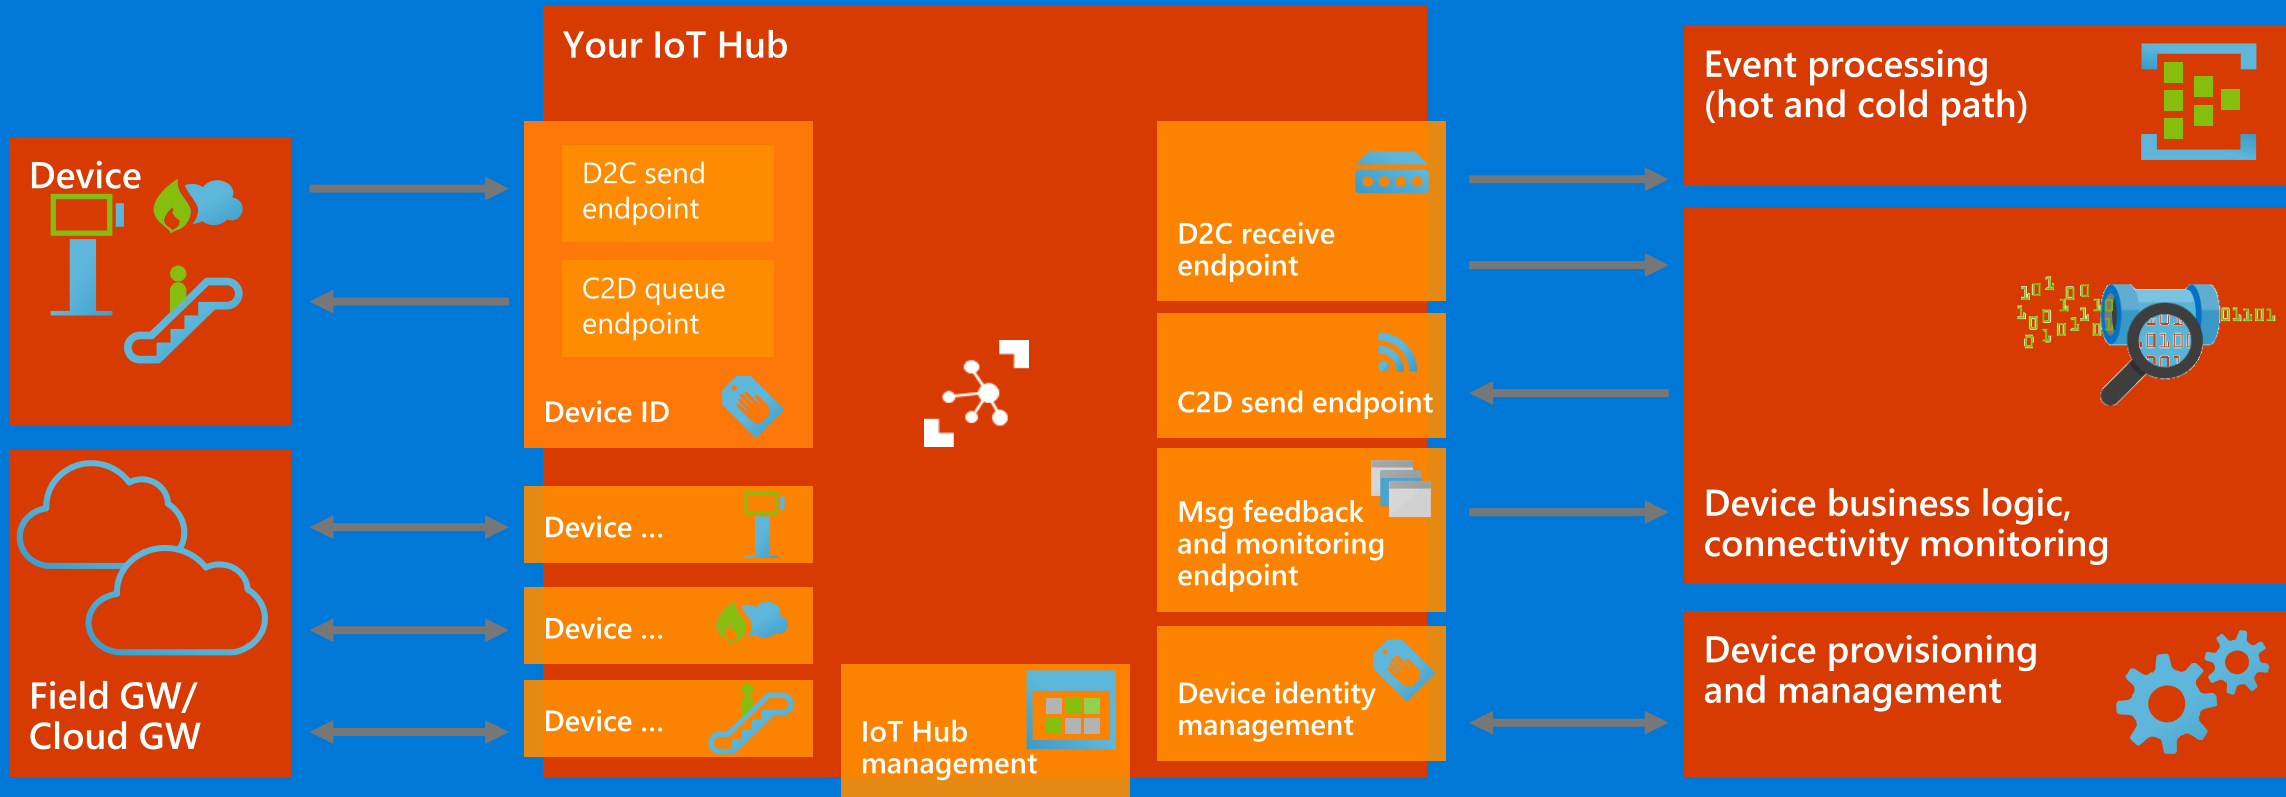 Your IoT Hub
Device
D2C send
endpoint
C2D queue
endpoint
Device ID
Field GW/
Cloud GW
Device ...
Device ...
Device ...
IoT Hub
management
D2C receive
endpoint
C2D send endpoint
Msg feedback
and monitoring
endpoint
Device identity
management
Event processing
(hot and cold path)
01101
Device business logic,
connectivity monitoring
Device provisioning
and management